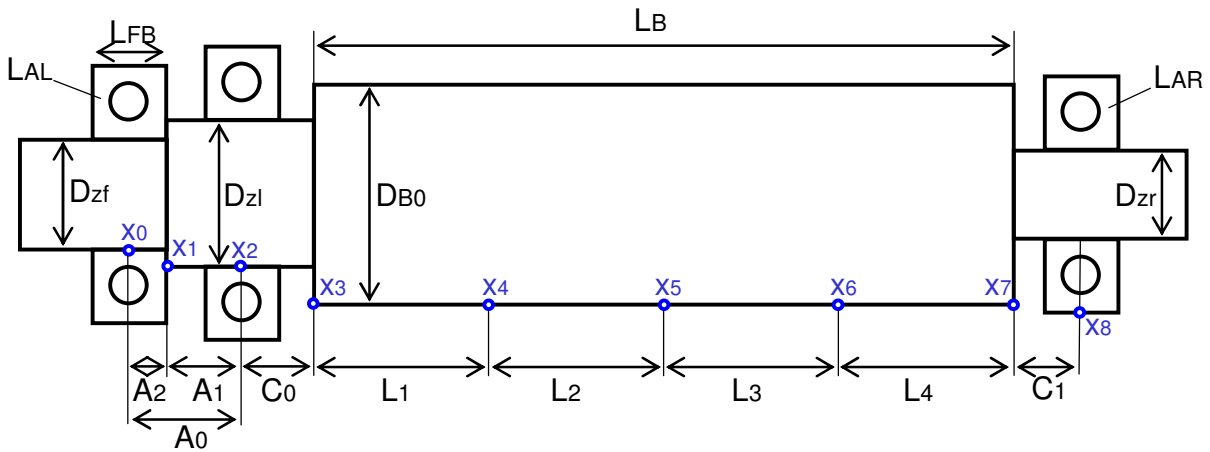 LB
LFB
LAL
LAR
Dzf
Dzl
DB0
Dzr
x0
x1
x2
x3
x4
x5
x6
x7
x8
A2
A1
C0
L1
L2
L3
L4
C1
A0